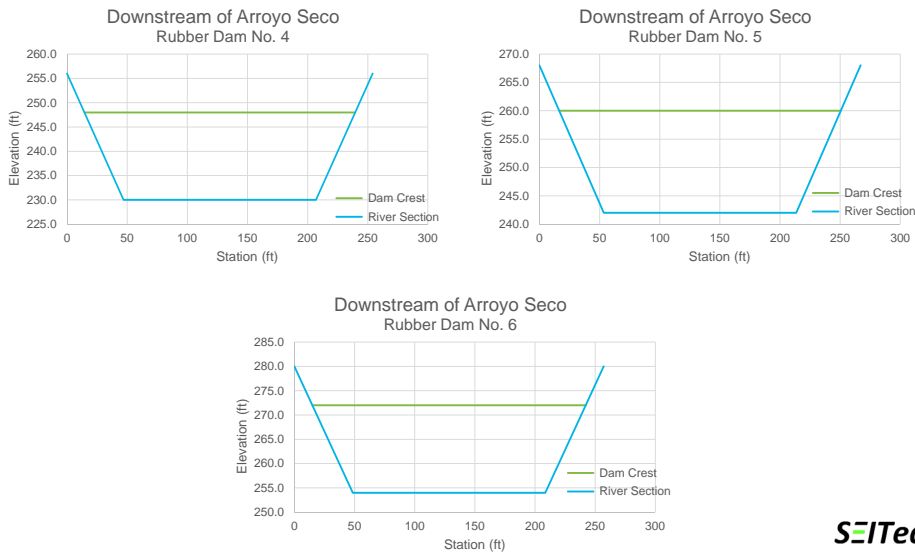 Downstream of Arroyo Seco
Rubber Dam No. 4
260.0
255.0
250.0
245.0
240.0
235.0
230.0
225.0
Elevation (ft)
0 50 100 150 200 250 300
Station (ft)
Dam Crest
River Section
Downstream of Arroyo Seco
Rubber Dam No. 5
270.0
265.0
260.0
255.0
250.0
245.0
240.0
Elevation (ft)
0 50 100 150 200 250 300
Station (ft)
Dam Crest
River Section
Downstream of Arroyo Seco
Rubber Dam No. 6
285.0
280.0
275.0
270.0
265.0
260.0
255.0
250.0
Elevation (ft)
0 50 100 150 200 250 300
Station (ft)
Dam Crest
River Section
SEITec